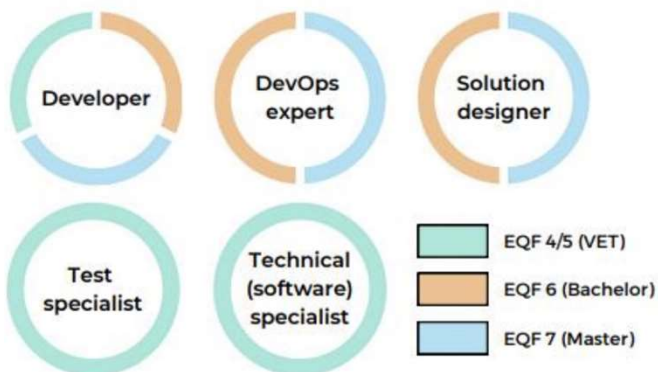 Developer
DevOps
expert
Solution
designer
Test
specialist
Technical
(software)
specialist
EQF 4/5 (VET)
EQF 6 (Bachelor)
EQF 7 (Master)